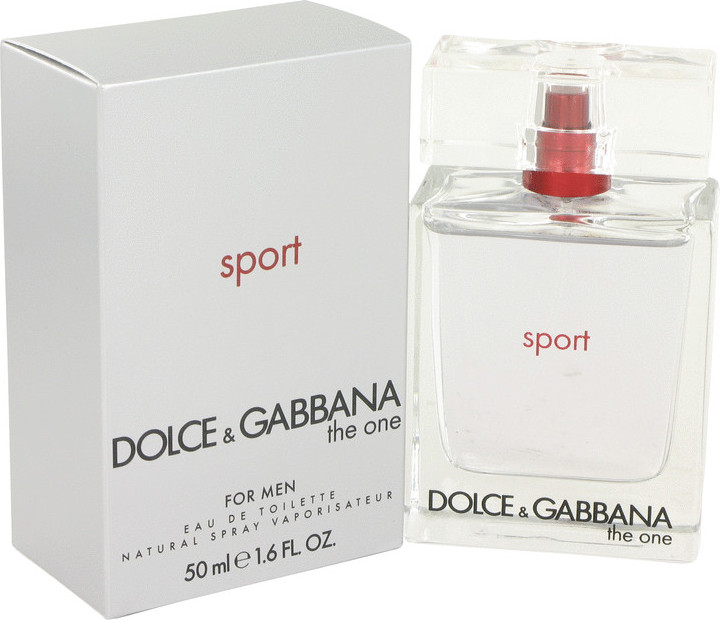 sport
DOLCE & GABBANA
the one
FOR MEN
EAU DE TOILETTE
NATURAL SPRAY VAPORISATEUR
50 ml e 1.6 FL. OZ.
sport
DOLCE & GABBANA
the one